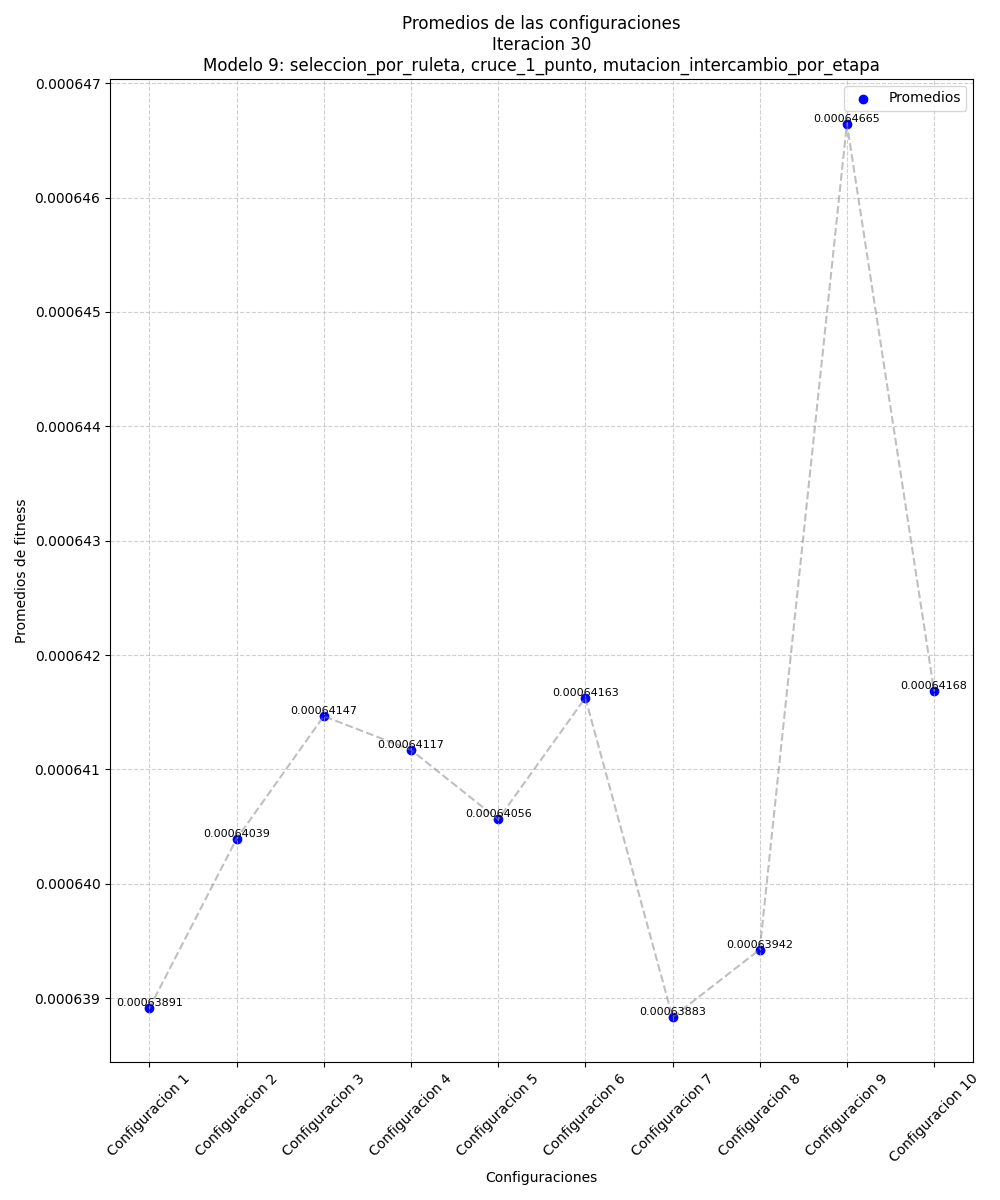 Promedios de las configuraciones
Iteracion 30
Modelo 9: seleccion_por_ruleta, cruce_1_punto, mutacion_intercambio_por_etapa
Promedios
0.000647
0.000646
0.000645
0.000644
0.000643
0.000642
0.000641
0.000640
0.000639
Promedios de fitness
0.00063891
0.00064039
0.00064147
0.00064117
0.00064056
0.00064163
0.00063883
0.00063942
0.00064665
0.00064168
Configuracion 1
Configuracion 2
Configuracion 3
Configuracion 4
Configuracion 5
Configuracion 6
Configuracion 7
Configuracion 8
Configuracion 9
Configuracion 10
Configuraciones